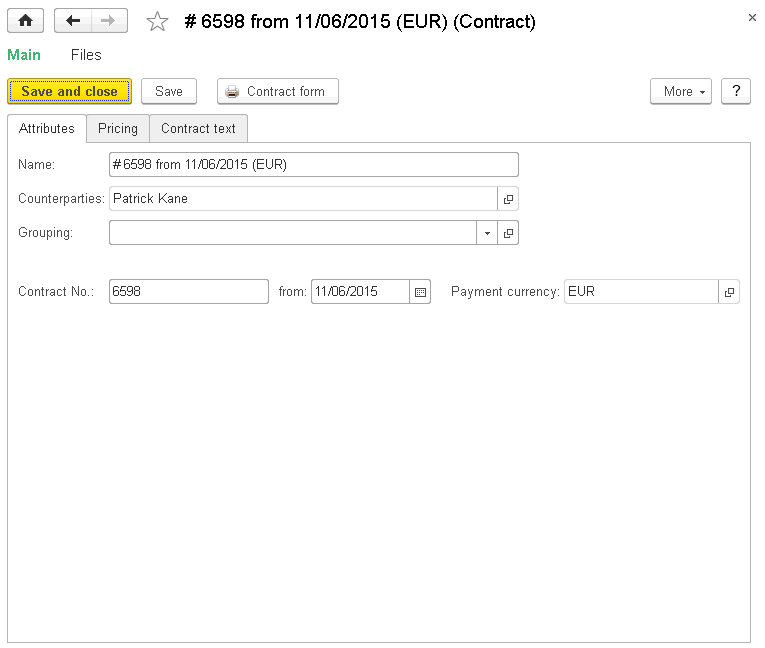 # 6598 from 11/06/2015 (EUR) (Contract)
Main Files
Save and close Save Contract form More ?
Attributes Pricing Contract text
Name: #6598 from 11/06/2015 (EUR)
Counterparties: Patrick Kane
Grouping:
Contract No.: 6598 from: 11/06/2015 Payment currency: EUR